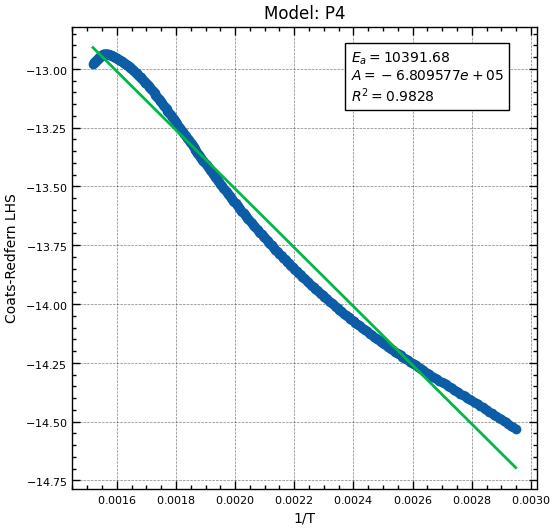 Model: P4
E_a = 10391.68
A = −6.809577e + 05
R² = 0.9828
Coats-Redfern LHS
−13.00
−13.25
−13.50
−13.75
−14.00
−14.25
−14.50
−14.75
0.0016 0.0018 0.0020 0.0022 0.0024 0.0026 0.0028 0.0030
1/T